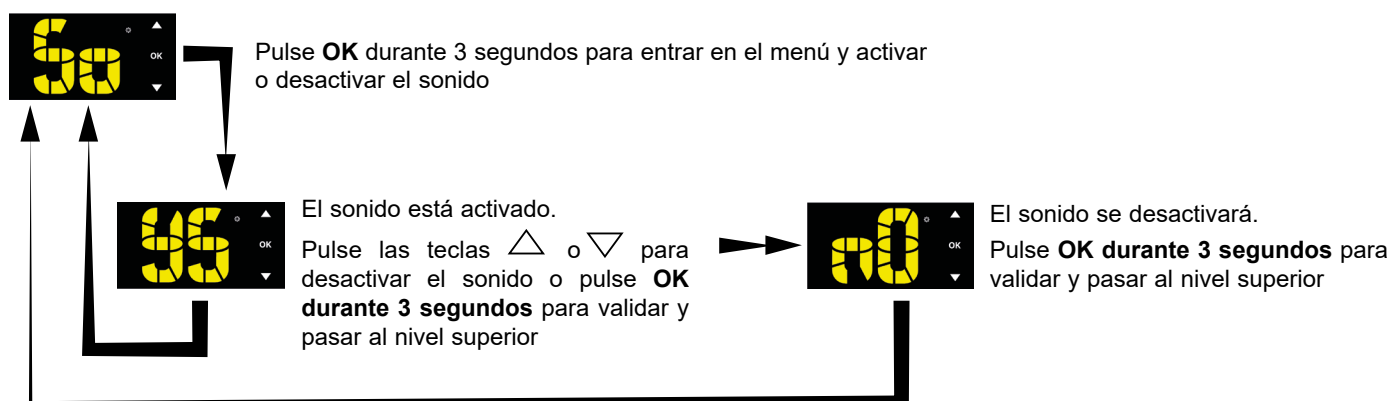 So
OK
Pulse OK durante 3 segundos para entrar en el menú y activar
o desactivar el sonido
YS
OK
El sonido está activado.
Pulse las teclas △ o ▽ para
desactivar el sonido o pulse OK
durante 3 segundos para validar y
pasar al nivel superior
nO
OK
El sonido se desactivará.
Pulse OK durante 3 segundos para
validar y pasar al nivel superior